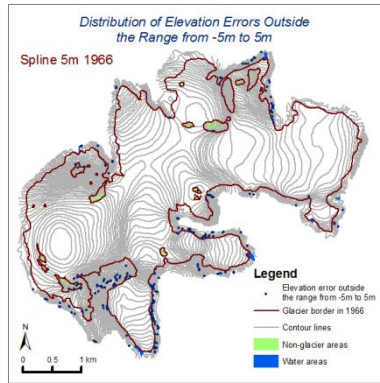 Distribution of Elevation Errors Outside
the Range from -5m to 5m
Spline 5m 1966
Legend
Elevation error outside
the range from -5m to 5m
Glacier border in 1966
Contour lines
Non-glacier areas
Water areas
N
0 0.5 1 km